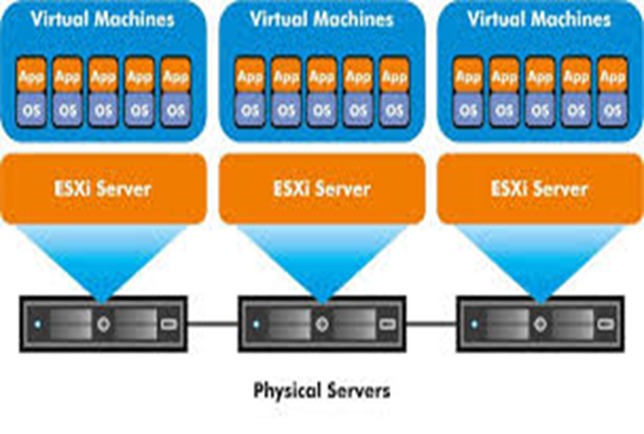 Virtual Machines Virtual Machines Virtual Machines
App App App App App App App App App App App App App App App
OS OS OS OS OS OS OS OS OS OS OS OS OS OS OS
ESXi Server ESXi Server ESXi Server
Physical Servers